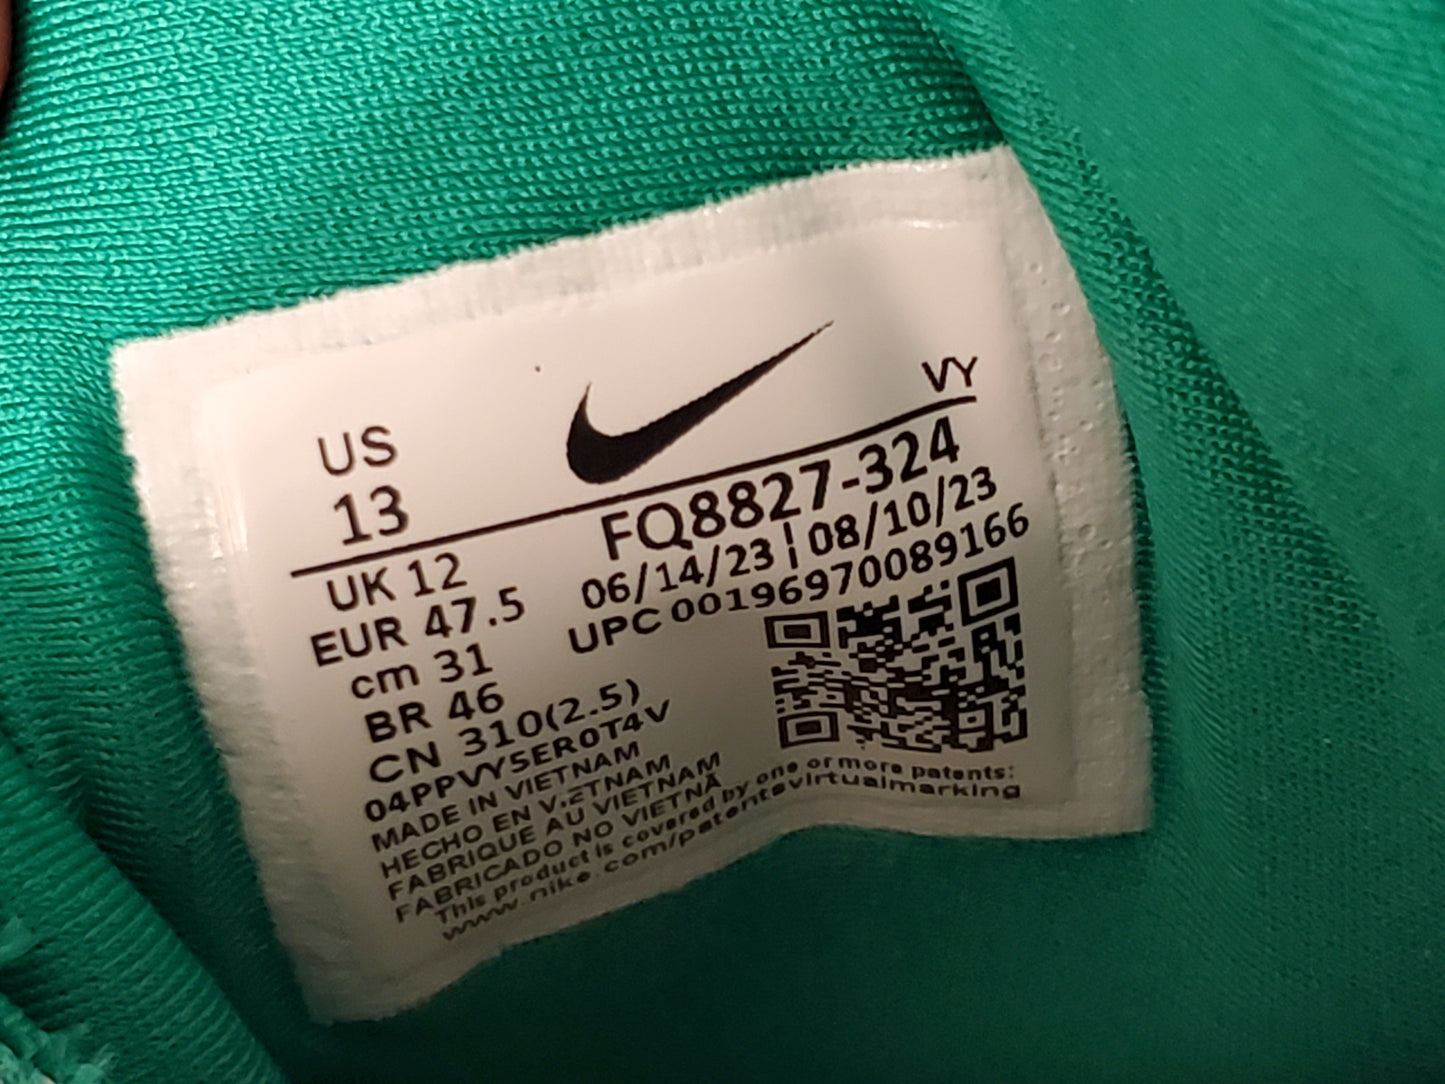 VY
US
13
FQ8827-324
UK 12
06/14/23 | 08/10/23
EUR 47.5
UPC 00196970089166
cm 31
BR 46
CN 310(2.5)
04PPVY5ER0T4V
MADE IN VIETNAM
HECHO EN VIETNAM
FABRIQUE AU VIETNAM
FABRICADO NO VIETNÃ
This product is covered by one or more patents:
www.nike.com/patentsvirtualmarking